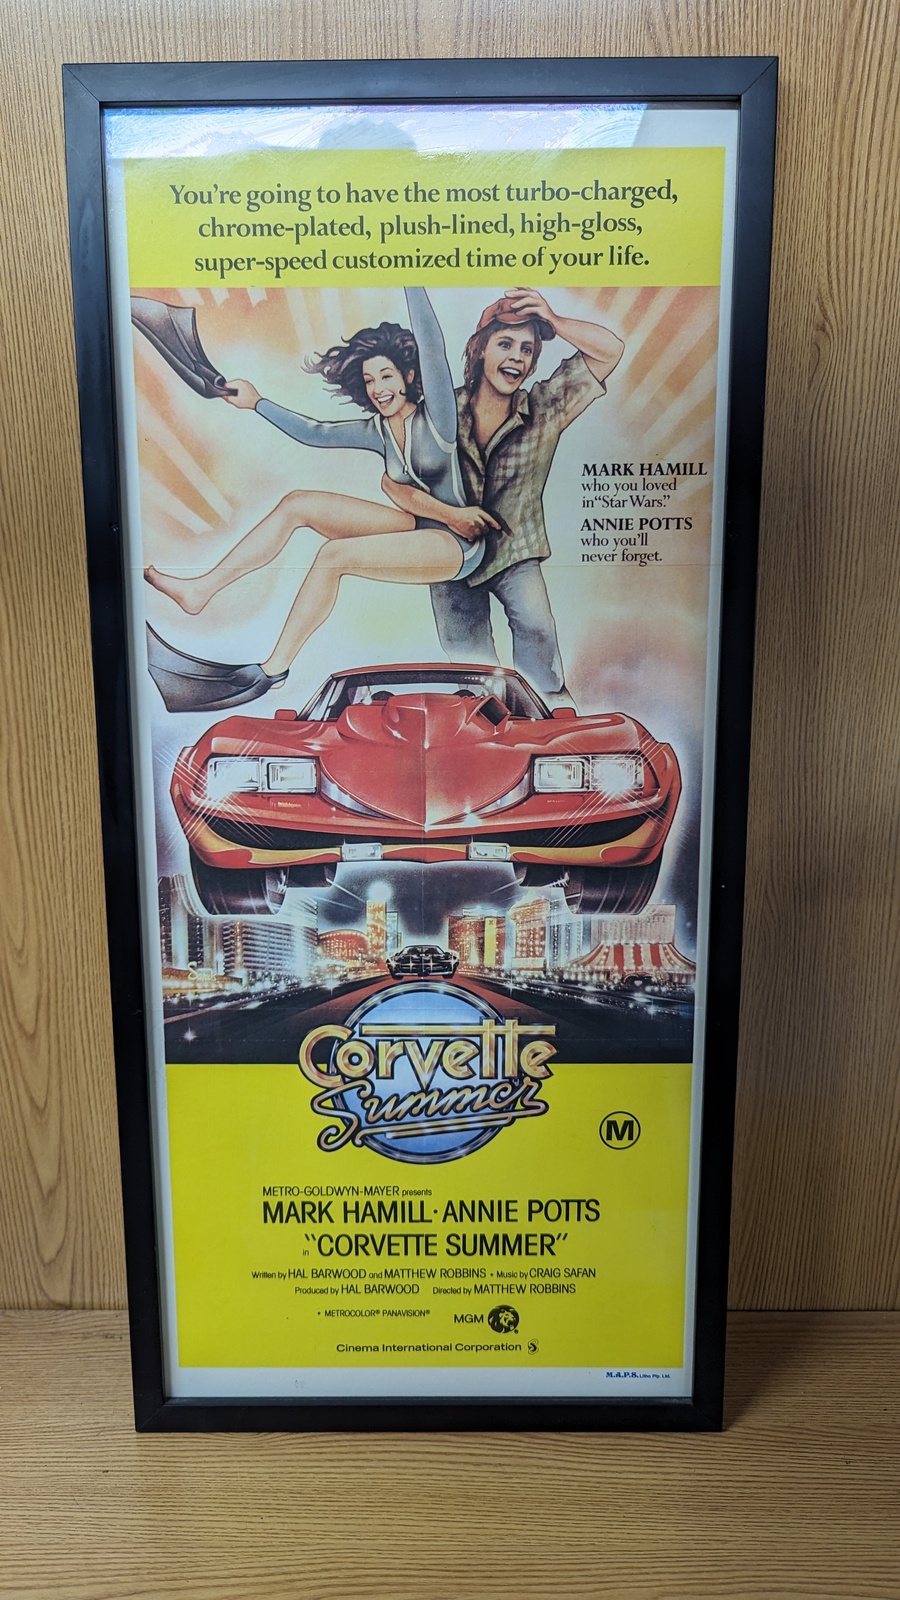 You're going to have the most turbo-charged,
chrome-plated, plush-lined, high-gloss,
super-speed customized time of your life.
MARK HAMILL
who you loved
in "Star Wars."
ANNIE POTTS
who you'll
never forget.
Corvette
Summer
M
METRO-GOLDWYN-MAYER presents
MARK HAMILL · ANNIE POTTS
in "CORVETTE SUMMER"
Written by HAL BARWOOD and MATTHEW ROBBINS • Music by CRAIG SAFAN
Produced by HAL BARWOOD Directed by MATTHEW ROBBINS
• METROCOLOR® PANAVISION®
MGM
Cinema International Corporation
M.A.P.S. Litho Pty. Ltd.